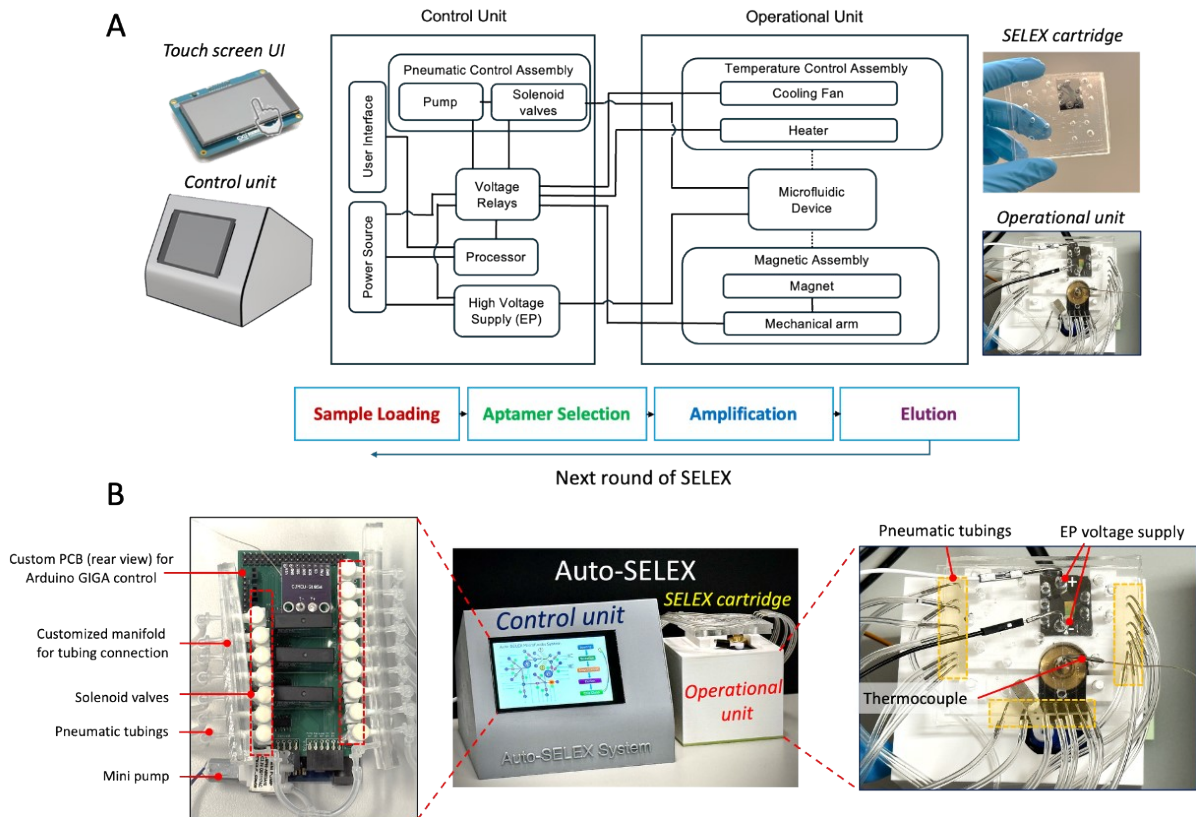 A
Control Unit
Operational Unit
Touch screen UI
Control unit
User Interface
Power Source
Pneumatic Control Assembly
Pump
Solenoid
valves
Voltage
Relays
Processor
High Voltage
Supply (EP)
Temperature Control Assembly
Cooling Fan
Heater
Microfluidic
Device
Magnetic Assembly
Magnet
Mechanical arm
SELEX cartridge
Operational unit
Sample Loading
Aptamer Selection
Amplification
Elution
Next round of SELEX
B
Custom PCB (rear view) for
Arduino GIGA control
Customized manifold
for tubing connection
Solenoid valves
Pneumatic tubings
Mini pump
Auto-SELEX
Control unit
SELEX cartridge
Operational
unit
Auto-SELEX System
Pneumatic tubings
EP voltage supply
+
-
Thermocouple